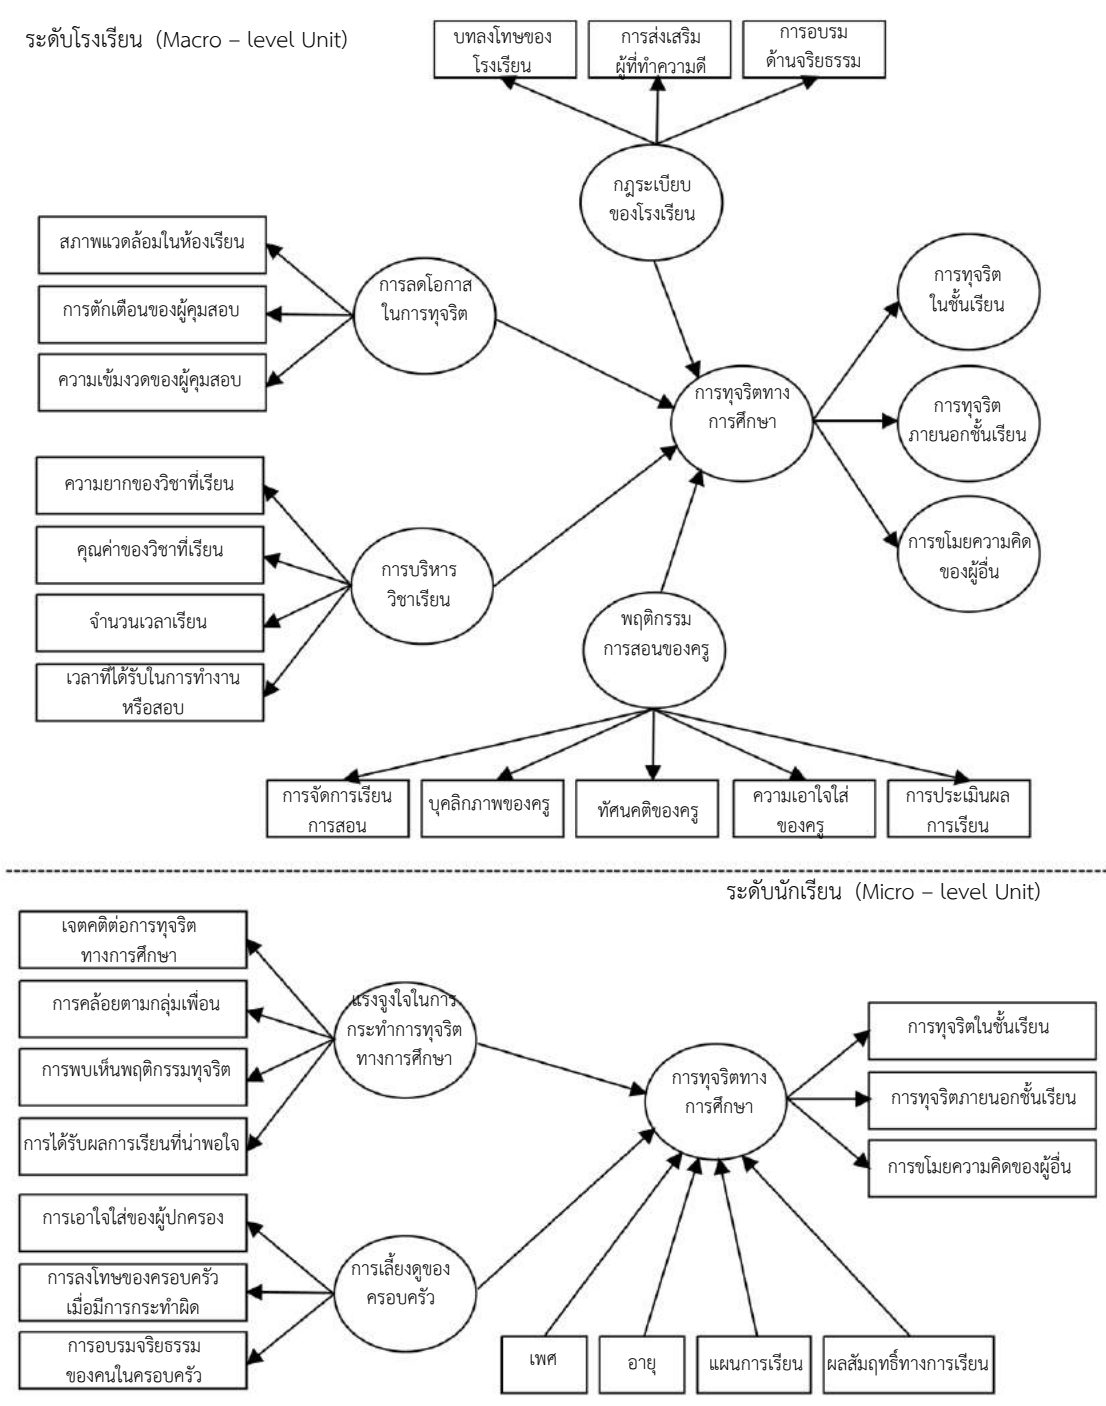 ระดับโรงเรียน (Macro – level Unit)
บทลงโทษของ
โรงเรียน
การส่งเสริม
ผู้ที่ทำความดี
การอบรม
ด้านจริยธรรม
กฎระเบียบ
ของโรงเรียน
สภาพแวดล้อมในห้องเรียน
การตักเตือนของผู้คุมสอบ
ความเข้มงวดของผู้คุมสอบ
การลดโอกาส
ในการทุจริต
การทุจริต
ในชั้นเรียน
การทุจริตทาง
การศึกษา
การทุจริต
ภายนอกชั้นเรียน
การขโมยความคิด
ของผู้อื่น
ความยากของวิชาที่เรียน
คุณค่าของวิชาที่เรียน
จำนวนเวลาเรียน
เวลาที่ได้รับในการทำงาน
หรือสอบ
การบริหาร
วิชาเรียน
พฤติกรรม
การสอนของครู
การจัดการเรียน
การสอน
บุคลิกภาพของครู
ทัศนคติของครู
ความเอาใจใส่
ของครู
การประเมินผล
การเรียน
ระดับนักเรียน (Micro – level Unit)
เจตคติต่อการทุจริต
ทางการศึกษา
การคล้อยตามกลุ่มเพื่อน
การพบเห็นพฤติกรรมทุจริต
การได้รับผลการเรียนที่น่าพอใจ
แรงจูงใจในการ
กระทำการทุจริต
ทางการศึกษา
การทุจริตทาง
การศึกษา
การทุจริตในชั้นเรียน
การทุจริตภายนอกชั้นเรียน
การขโมยความคิดของผู้อื่น
การเอาใจใส่ของผู้ปกครอง
การลงโทษของครอบครัว
เมื่อมีการกระทำผิด
การอบรมจริยธรรม
ของคนในครอบครัว
การเลี้ยงดูของ
ครอบครัว
เพศ
อายุ
แผนการเรียน
ผลสัมฤทธิ์ทางการเรียน